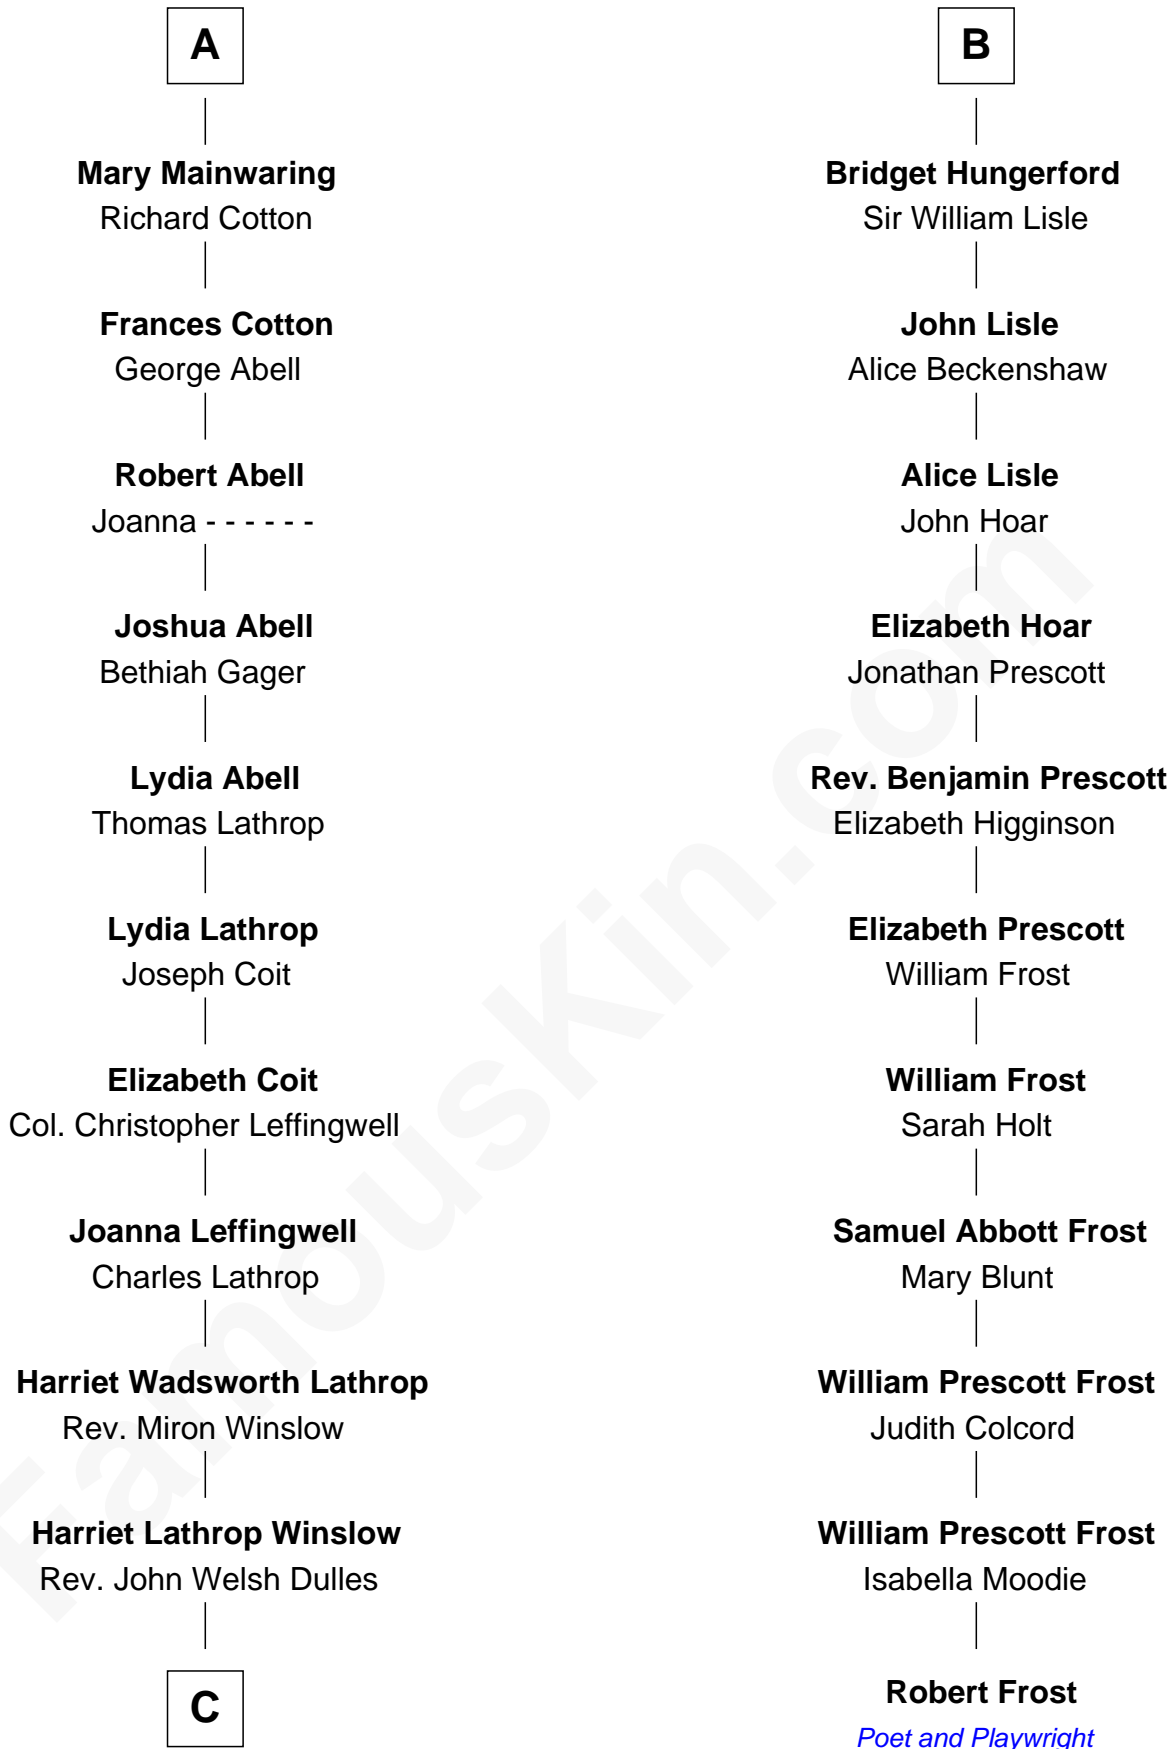 A
Mary Mainwaring
Richard Cotton
Frances Cotton
George Abell
Robert Abell
Joanna - - - - - -
Joshua Abell
Bethiah Gager
Lydia Abell
Thomas Lathrop
Lydia Lathrop
Joseph Coit
Elizabeth Coit
Col. Christopher Leffingwell
Joanna Leffingwell
Charles Lathrop
Harriet Wadsworth Lathrop
Rev. Miron Winslow
Harriet Lathrop Winslow
Rev. John Welsh Dulles
C
B
Bridget Hungerford
Sir William Lisle
John Lisle
Alice Beckenshaw
Alice Lisle
John Hoar
Elizabeth Hoar
Jonathan Prescott
Rev. Benjamin Prescott
Elizabeth Higginson
Elizabeth Prescott
William Frost
William Frost
Sarah Holt
Samuel Abbott Frost
Mary Blunt
William Prescott Frost
Judith Colcord
William Prescott Frost
Isabella Moodie
Robert Frost
Poet and Playwright
FamousKin.com